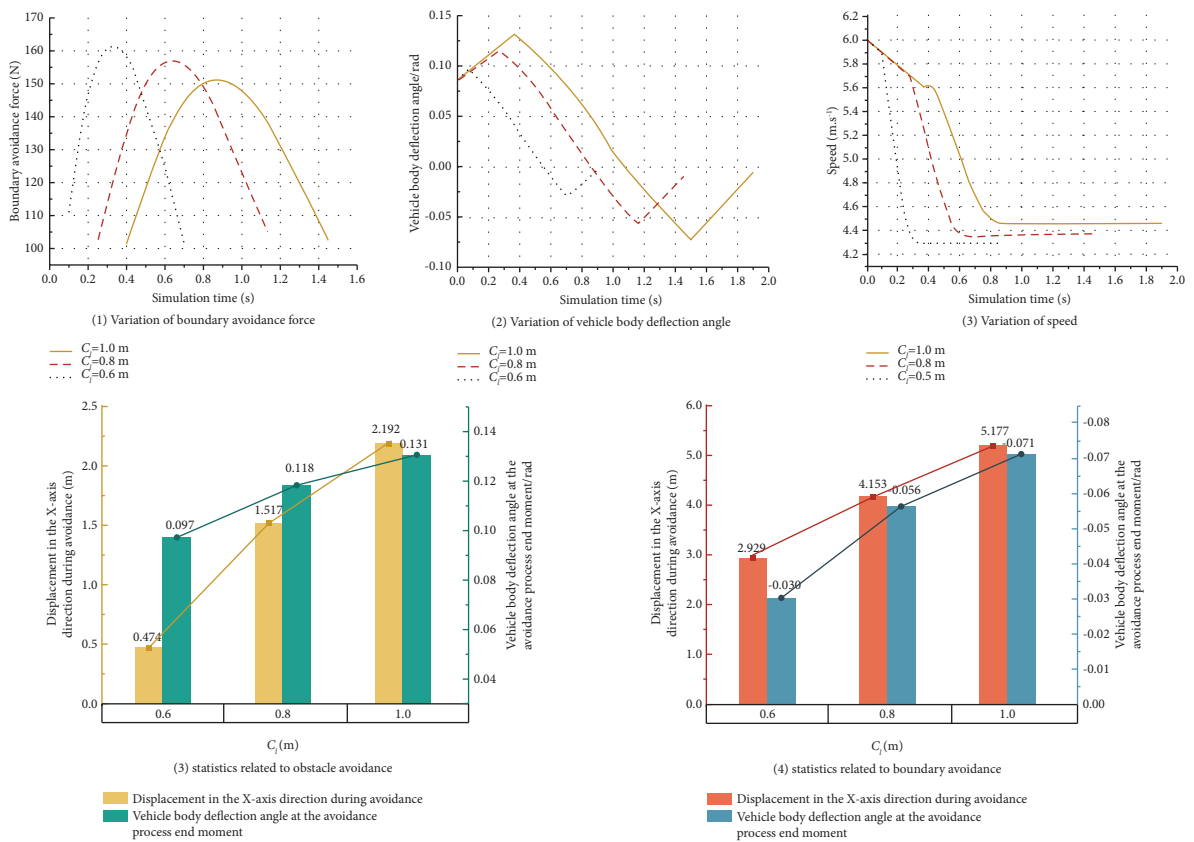 170
160
150
140
130
120
110
100
Boundary avoidance force (N)
0.0 0.2 0.4 0.6 0.8 1.0 1.2 1.4 1.6
Simulation time (s)
(1) Variation of boundary avoidance force
C_l=1.0 m
C_l=0.8 m
C_l=0.6 m
0.15
0.10
0.05
0.00
-0.05
-0.10
Vehicle body deflection angle/rad
0.0 0.2 0.4 0.6 0.8 1.0 1.2 1.4 1.6 1.8 2.0
Simulation time (s)
(2) Variation of vehicle body deflection angle
C_l=1.0 m
C_l=0.8 m
C_l=0.6 m
6.2
6.0
5.8
5.6
5.4
5.2
5.0
4.8
4.6
4.4
4.2
Speed (m.s⁻¹)
0.0 0.2 0.4 0.6 0.8 1.0 1.2 1.4 1.6 1.8 2.0
Simulation time (s)
(3) Variation of speed
C_l=1.0 m
C_l=0.8 m
C_l=0.5 m
2.5
2.0
1.5
1.0
0.5
0.0
Displacement in the X-axis
direction during avoidance (m)
0.474
0.097
1.517
0.118
2.192
0.131
0.14
0.12
0.10
0.08
0.06
0.04
Vehicle body deflection angle at the
avoidance process end moment/rad
0.6 0.8 1.0
C_l(m)
(3) statistics related to obstacle avoidance
Displacement in the X-axis direction during avoidance
Vehicle body deflection angle at the avoidance
process end moment
6.0
5.0
4.0
3.0
2.0
1.0
0.0
Displacement in the X-axis
direction during avoidance (m)
2.929
-0.030
4.153
-0.056
5.177
-0.071
-0.08
-0.07
-0.06
-0.05
-0.04
-0.03
-0.02
-0.01
0.00
Vehicle body deflection angle at the
avoidance process end moment/rad
0.6 0.8 1.0
C_l(m)
(4) statistics related to boundary avoidance
Displacement in the X-axis direction during avoidance
Vehicle body deflection angle at the avoidance
process end moment